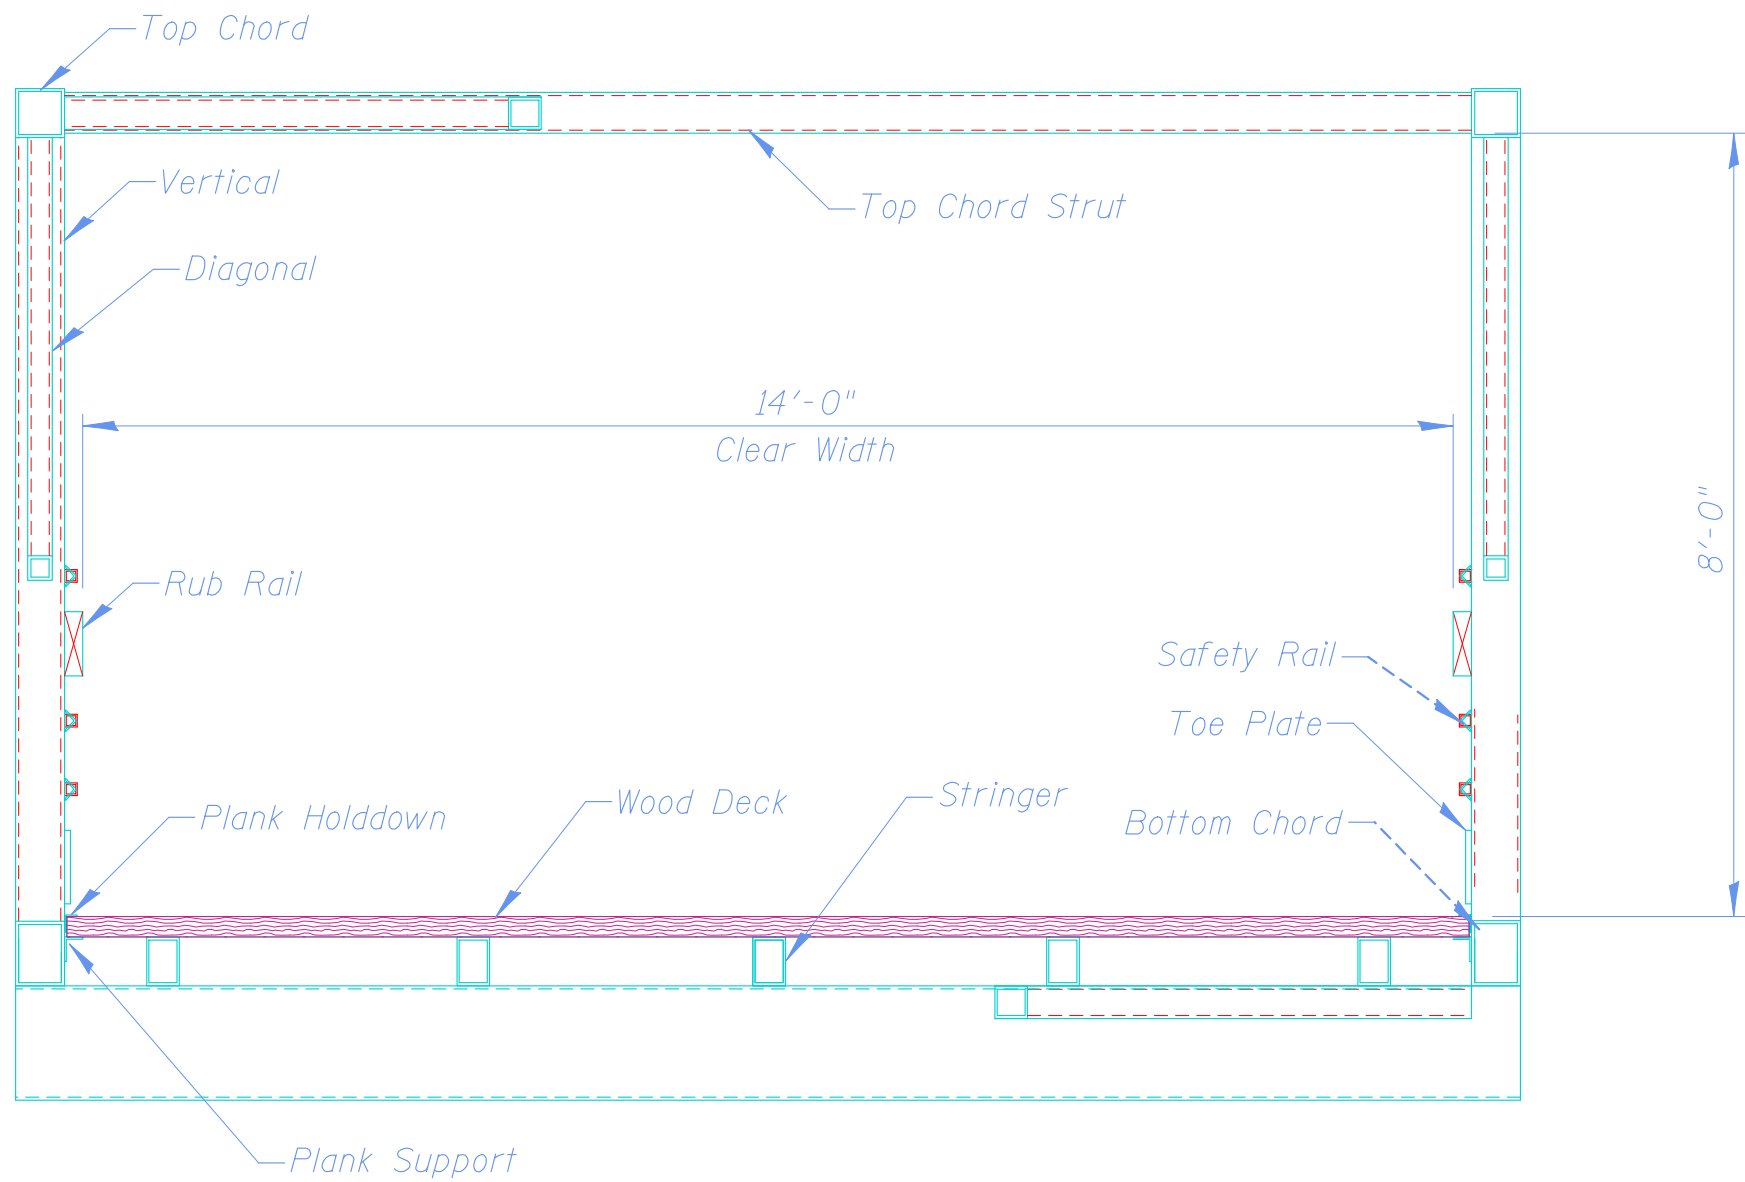 Top Chord
Vertical
Top Chord Strut
Diagonal
14'-0"
Clear Width
8'-0"
Rub Rail
Safety Rail
Toe Plate
Stringer
Wood Deck
Plank Holddown
Bottom Chord
Plank Support